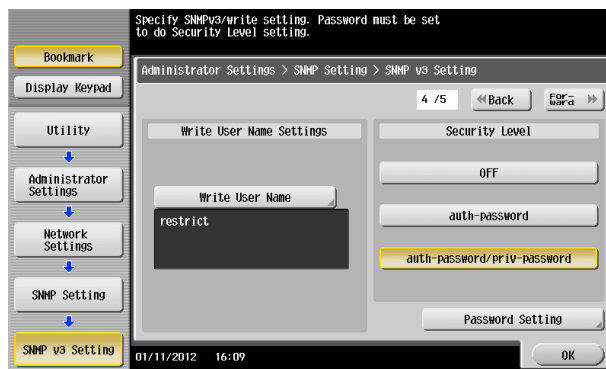 Specify SNMPv3/write setting. Password must be set
to do Security Level setting.
Bookmark
Display Keypad
Administrator Settings > SNMP Setting > SNMP v3 Setting
4 /5
Back
For-
ward
Utility
Administrator
Settings
Network
Settings
SNMP Setting
SNMP v3 Setting
Write User Name Settings
Write User Name
restrict
Security Level
OFF
auth-password
auth-password/priv-password
Password Setting
01/11/2012 16:09
OK